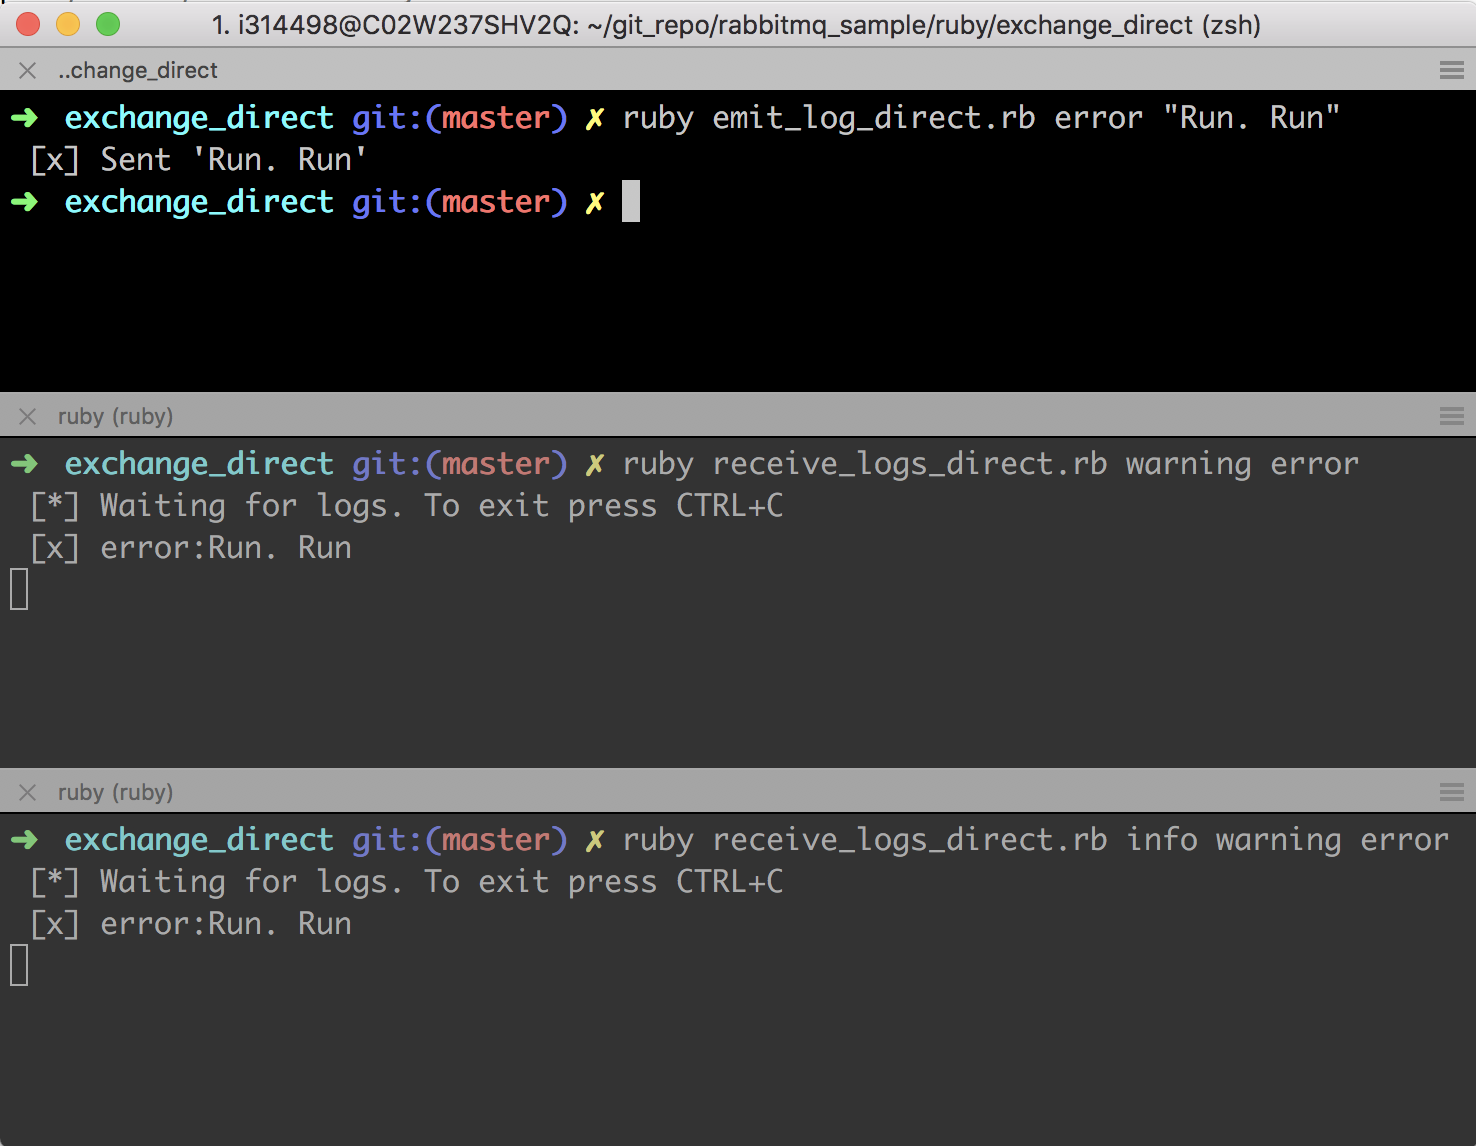 1. i314498@C02W237SHV2Q: ~/git_repo/rabbitmq_sample/ruby/exchange_direct (zsh)
..change_direct
➜ exchange_direct git:(master) ✗ ruby emit_log_direct.rb error "Run. Run"
[x] Sent 'Run. Run'
➜ exchange_direct git:(master) ✗
ruby (ruby)
➜ exchange_direct git:(master) ✗ ruby receive_logs_direct.rb warning error
[*] Waiting for logs. To exit press CTRL+C
[x] error:Run. Run
ruby (ruby)
➜ exchange_direct git:(master) ✗ ruby receive_logs_direct.rb info warning error
[*] Waiting for logs. To exit press CTRL+C
[x] error:Run. Run